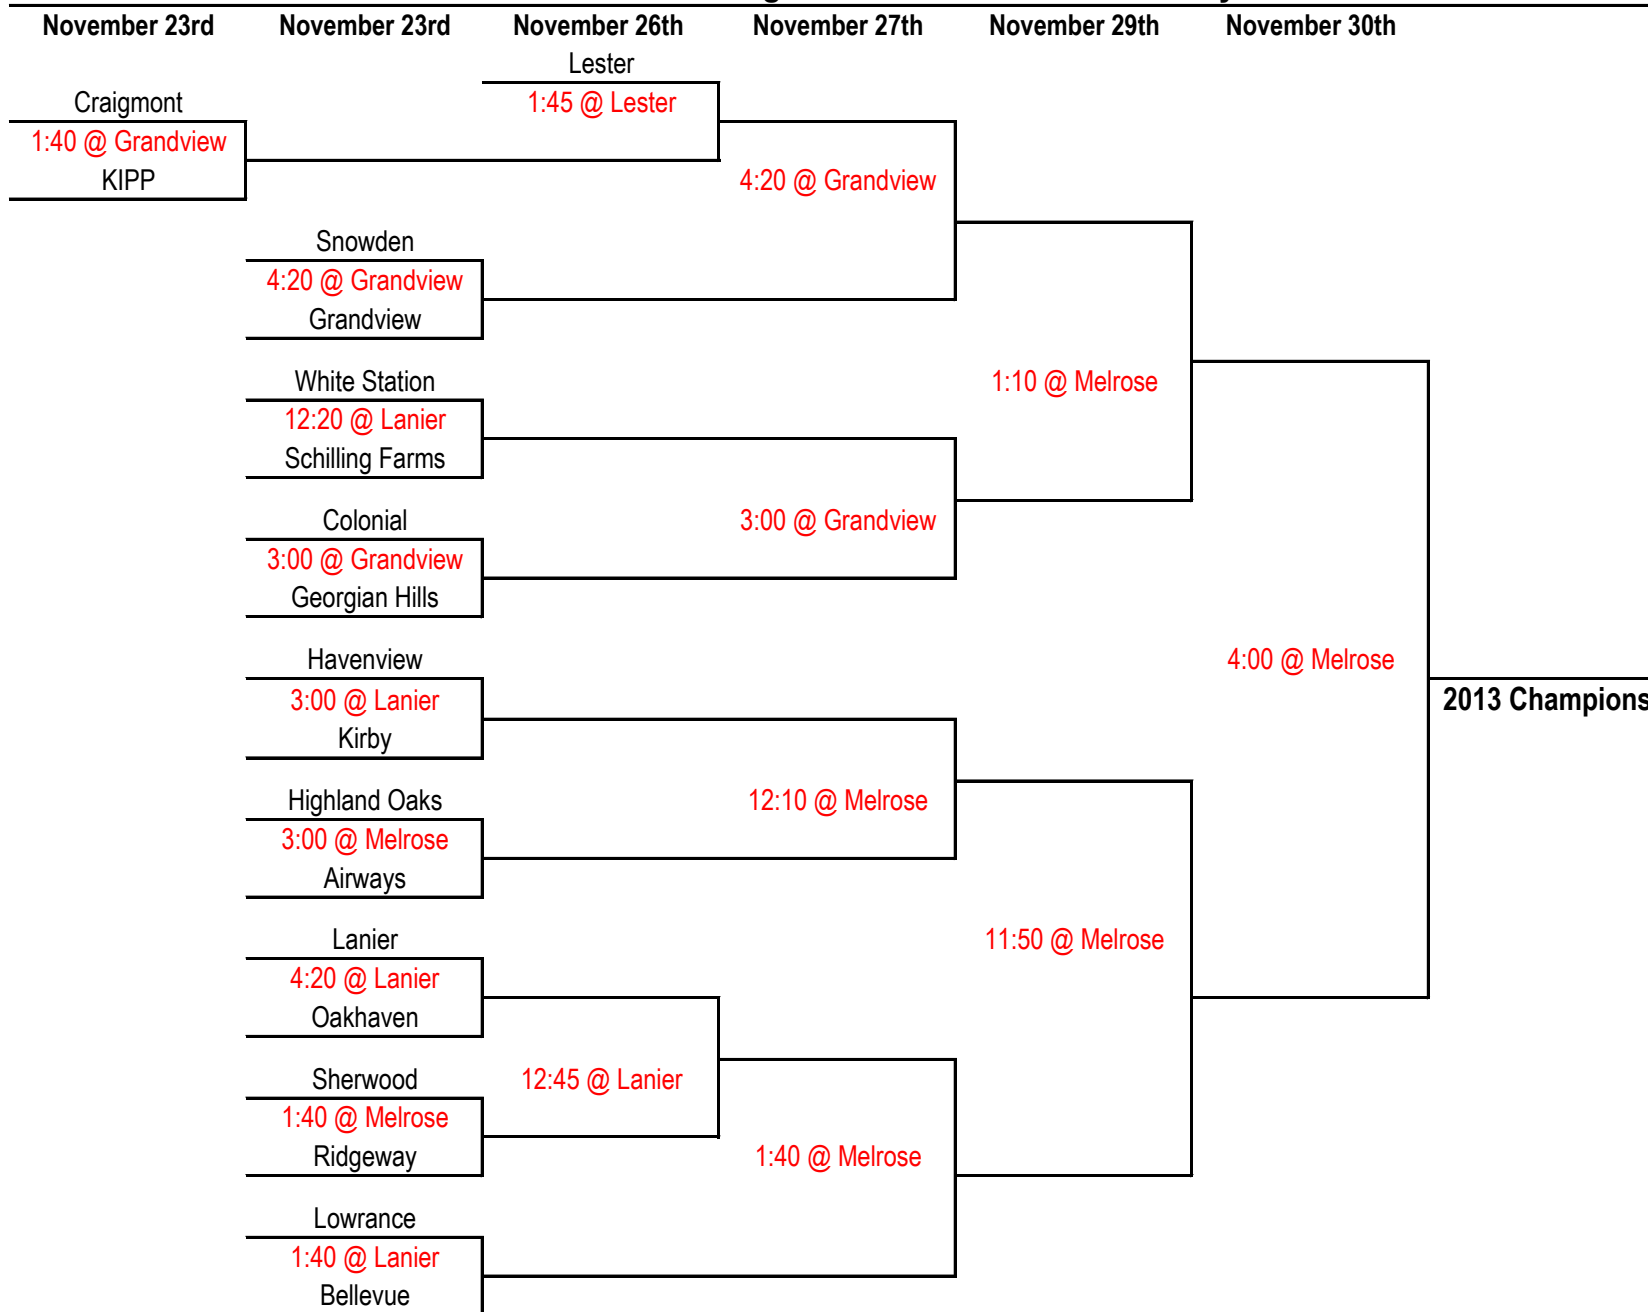 November 23rd November 23rd November 26th November 27th November 29th November 30th
Lester
Craigmont 1:45 @ Lester
1:40 @ Grandview
KIPP 4:20 @ Grandview
Snowden
4:20 @ Grandview
Grandview
White Station 1:10 @ Melrose
12:20 @ Lanier
Schilling Farms
Colonial 3:00 @ Grandview
3:00 @ Grandview
Georgian Hills
Havenview 4:00 @ Melrose
3:00 @ Lanier 2013 Champions
Kirby
Highland Oaks 12:10 @ Melrose
3:00 @ Melrose
Airways
Lanier 11:50 @ Melrose
4:20 @ Lanier
Oakhaven
Sherwood 12:45 @ Lanier
1:40 @ Melrose
Ridgeway 1:40 @ Melrose
Lowrance
1:40 @ Lanier
Bellevue